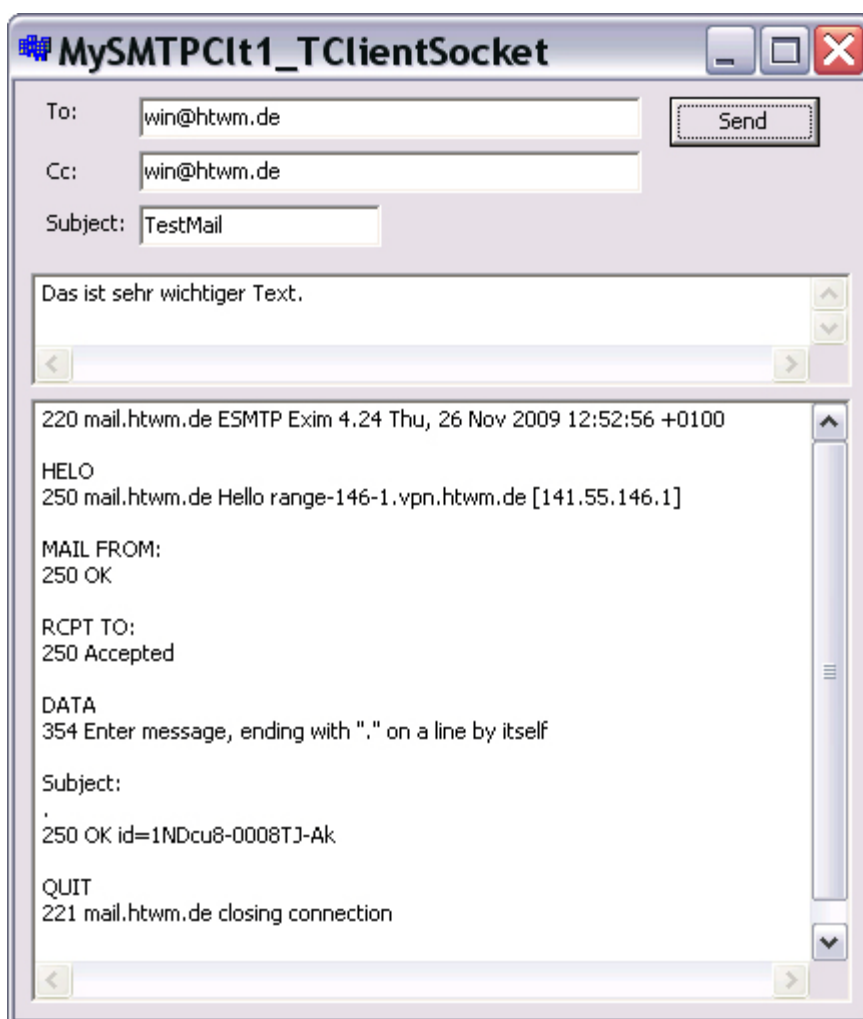 MySMTPClt1_TClientSocket
To:
win@htwm.de
Send
Cc:
win@htwm.de
Subject:
TestMail
Das ist sehr wichtiger Text.
220 mail.htwm.de ESMTP Exim 4.24 Thu, 26 Nov 2009 12:52:56 +0100
HELO
250 mail.htwm.de Hello range-146-1.vpn.htwm.de [141.55.146.1]
MAIL FROM:
250 OK
RCPT TO:
250 Accepted
DATA
354 Enter message, ending with "." on a line by itself
Subject:
.
250 OK id=1NDcu8-0008TJ-Ak
QUIT
221 mail.htwm.de closing connection